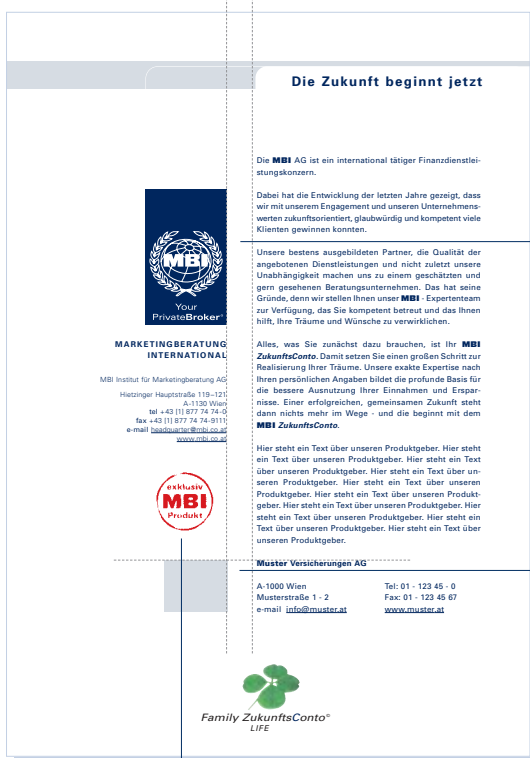 Die Zukunft beginnt jetzt
Die MBI AG ist ein international tätiger Finanzdienstlei-
stungskonzern.
Dabei hat die Entwicklung der letzten Jahre gezeigt, dass
wir mit unserem Engagement und unseren Unternehmens-
werten zukunftsorientiert, glaubwürdig und kompetent viele
Klienten gewinnen konnten.
Unsere bestens ausgebildeten Partner, die Qualität der
angebotenen Dienstleistungen und nicht zuletzt unsere
Unabhängigkeit machen uns zu einem geschätzten und
gern gesehenen Beratungsunternehmen. Das hat seine
Gründe, denn wir stellen Ihnen unser MBI - Expertenteam
zur Verfügung, das Sie kompetent betreut und das Ihnen
hilft, Ihre Träume und Wünsche zu verwirklichen.
Alles, was Sie zunächst dazu brauchen, ist Ihr MBI
ZukunftsConto. Damit setzen Sie einen großen Schritt zur
Realisierung Ihrer Träume. Unsere exakte Expertise nach
Ihren persönlichen Angaben bildet die profunde Basis für
die bessere Ausnutzung Ihrer Einnahmen und Erspar-
nisse. Einer erfolgreichen, gemeinsamen Zukunft steht
dann nichts mehr im Wege - und die beginnt mit dem
MBI ZukunftsConto.
Hier steht ein Text über unseren Produktgeber. Hier steht
ein Text über unseren Produktgeber. Hier steht ein Text
über unseren Produktgeber. Hier steht ein Text über un-
seren Produktgeber. Hier steht ein Text über unseren
Produktgeber. Hier steht ein Text über unseren Produkt-
geber. Hier steht ein Text über unseren Produktgeber. Hier
steht ein Text über unseren Produktgeber. Hier steht ein
Text über unseren Produktgeber. Hier steht ein Text über
unseren Produktgeber.
Muster Versicherungen AG
A-1000 Wien Tel: 01 - 123 45 - 0
Musterstraße 1 - 2 Fax: 01 - 123 45 67
e-mail info@muster.at www.muster.at
MBI
Your
PrivateBroker®
MARKETINGBERATUNG
INTERNATIONAL
MBI Institut für Marketingberatung AG
Hietzinger Hauptstraße 119–121
A-1130 Wien
tel +43 [1] 877 74 74-0
fax +43 [1] 877 74 74-9111
e-mail headquarter@mbi.co.at
www.mbi.co.at
exklusiv
MBI
Produkt
Family ZukunftsConto®
LIFE